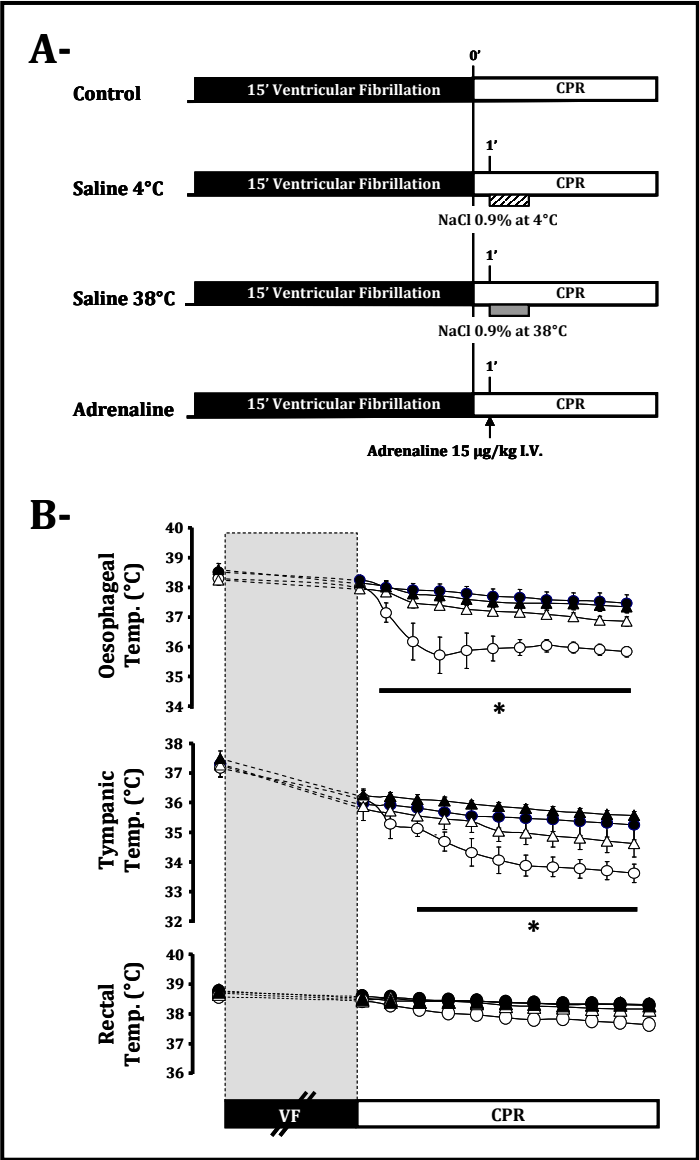 A-
0'
Control
15' Ventricular Fibrillation
CPR
1'
Saline 4°C
15' Ventricular Fibrillation
CPR
NaCl 0.9% at 4°C
1'
Saline 38°C
15' Ventricular Fibrillation
CPR
NaCl 0.9% at 38°C
1'
Adrenaline
15' Ventricular Fibrillation
CPR
Adrenaline 15 µg/kg I.V.
B-
Oesophageal
Temp. (°C)
40
39
38
37
36
35
34
*
Tympanic
Temp. (°C)
38
37
36
35
34
33
32
*
Rectal
Temp. (°C)
40
39
38
37
36
VF
CPR